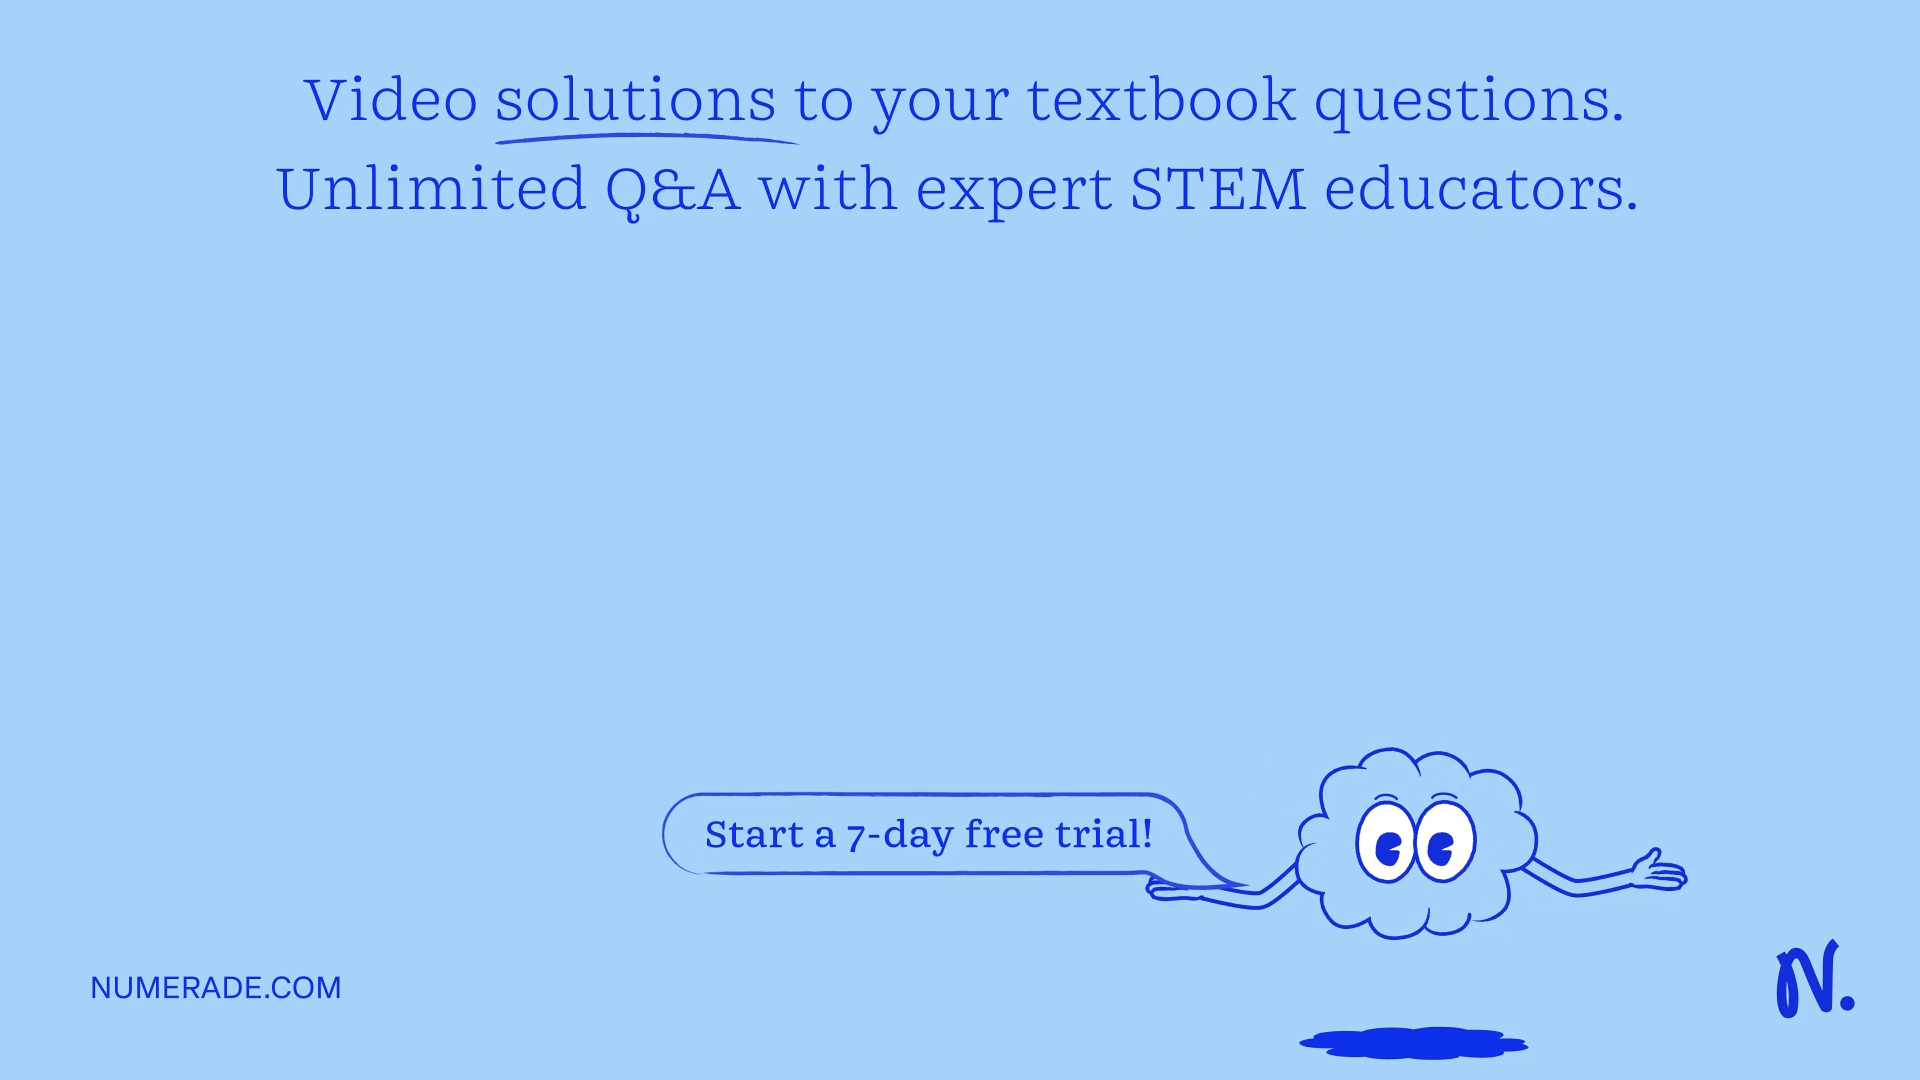 Video solutions to your textbook questions.
Unlimited Q&A with expert STEM educators.
Start a 7-day free trial!
NUMERADE.COM
N.